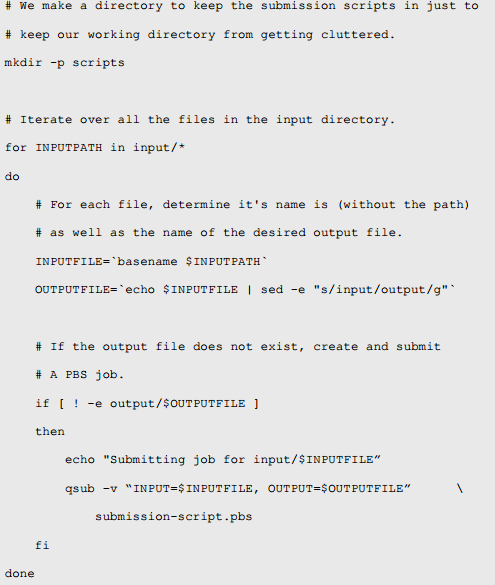 # We make a directory to keep the submission scripts in just to
# keep our working directory from getting cluttered.
mkdir -p scripts
# Iterate over all the files in the input directory.
for INPUTPATH in input/*
do
# For each file, determine it's name is (without the path)
# as well as the name of the desired output file.
INPUTFILE=`basename $INPUTPATH`
OUTPUTFILE=`echo $INPUTFILE | sed -e "s/input/output/g"`
# If the output file does not exist, create and submit
# A PBS job.
if [ ! -e output/$OUTPUTFILE ]
then
echo "Submitting job for input/$INPUTFILE”
qsub -v “INPUT=$INPUTFILE, OUTPUT=$OUTPUTFILE” \
submission-script.pbs
fi
done